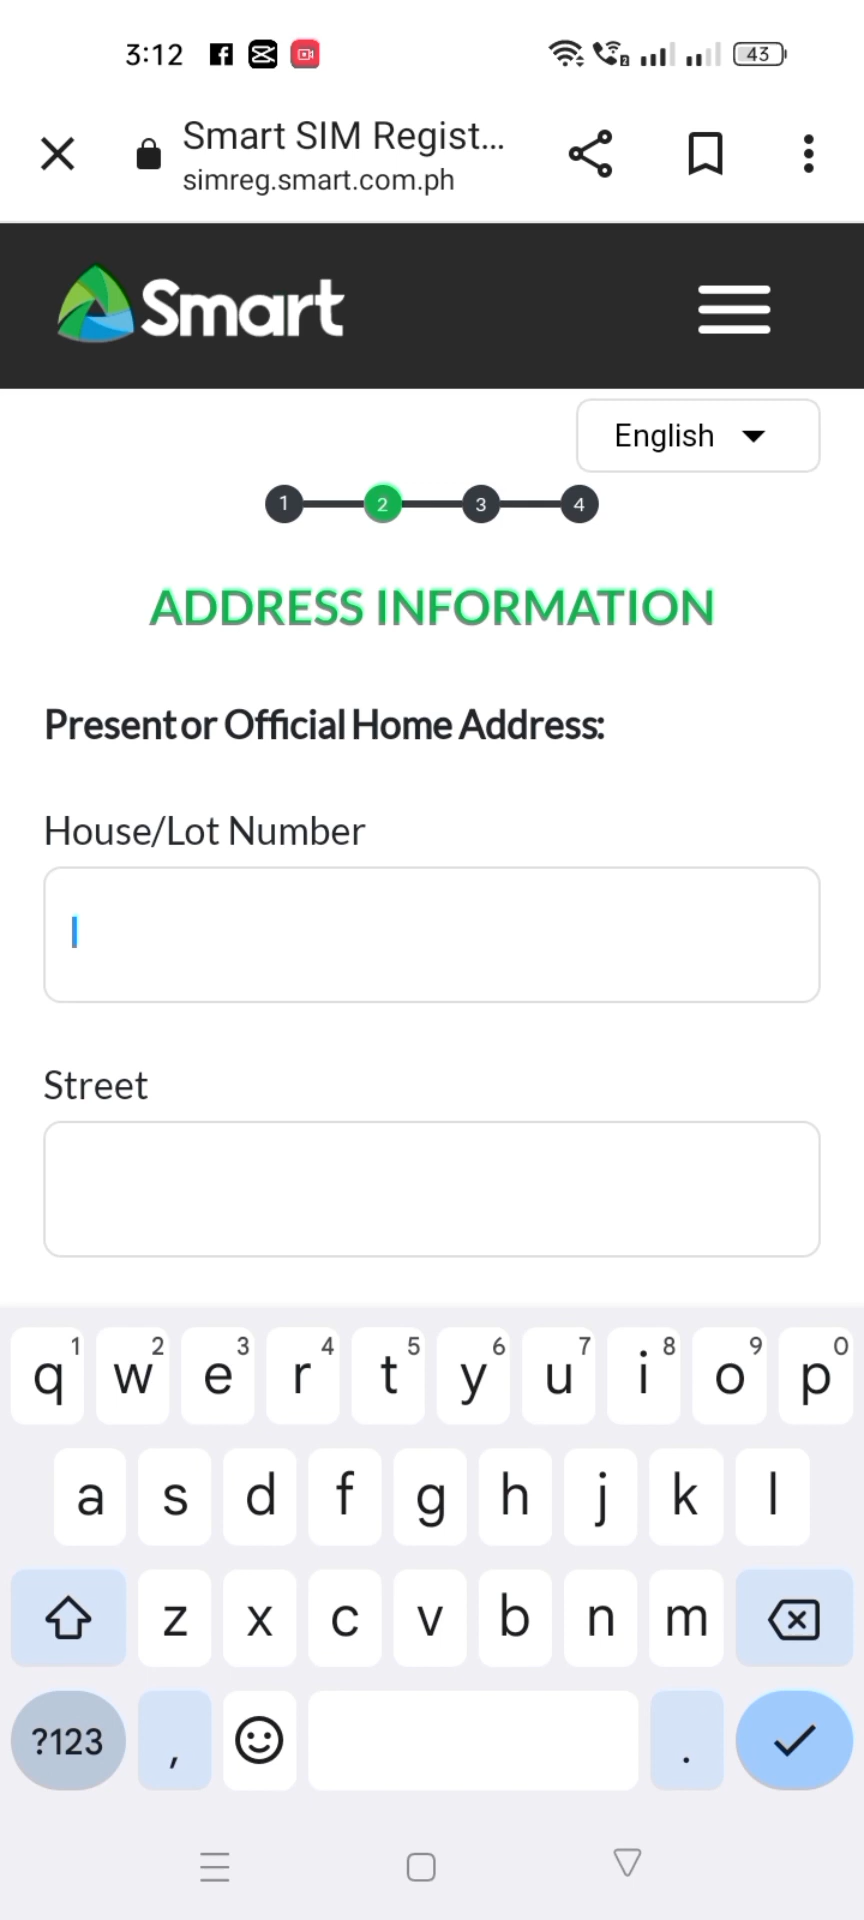 3:12
43
Smart SIM Regist...
simreg.smart.com.ph
Smart
English
1 2 3 4
ADDRESS INFORMATION
Present or Official Home Address:
House/Lot Number
Street
1 2 3 4 5 6 7 8 9 0
q w e r t y u i o p
a s d f g h j k l
z x c v b n m
?123 , .